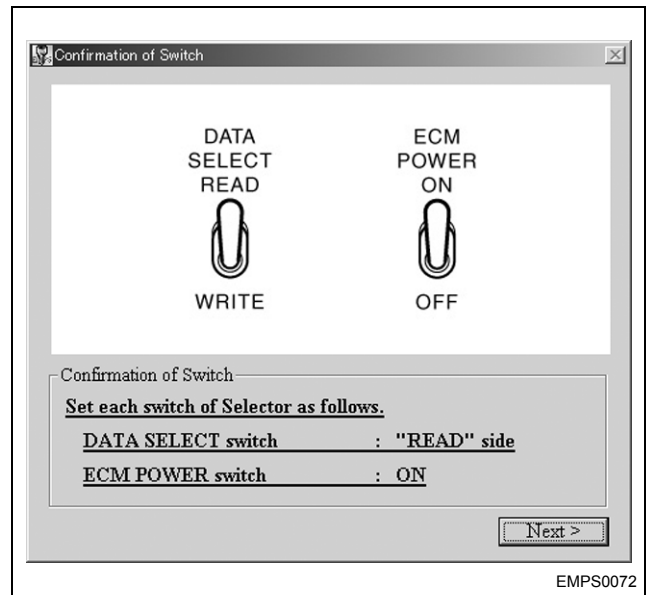 Confirmation of Switch
DATA
SELECT
READ
WRITE
ECM
POWER
ON
OFF
Confirmation of Switch
Set each switch of Selector as follows.
DATA SELECT switch : "READ" side
ECM POWER switch : ON
Next >
EMPS0072